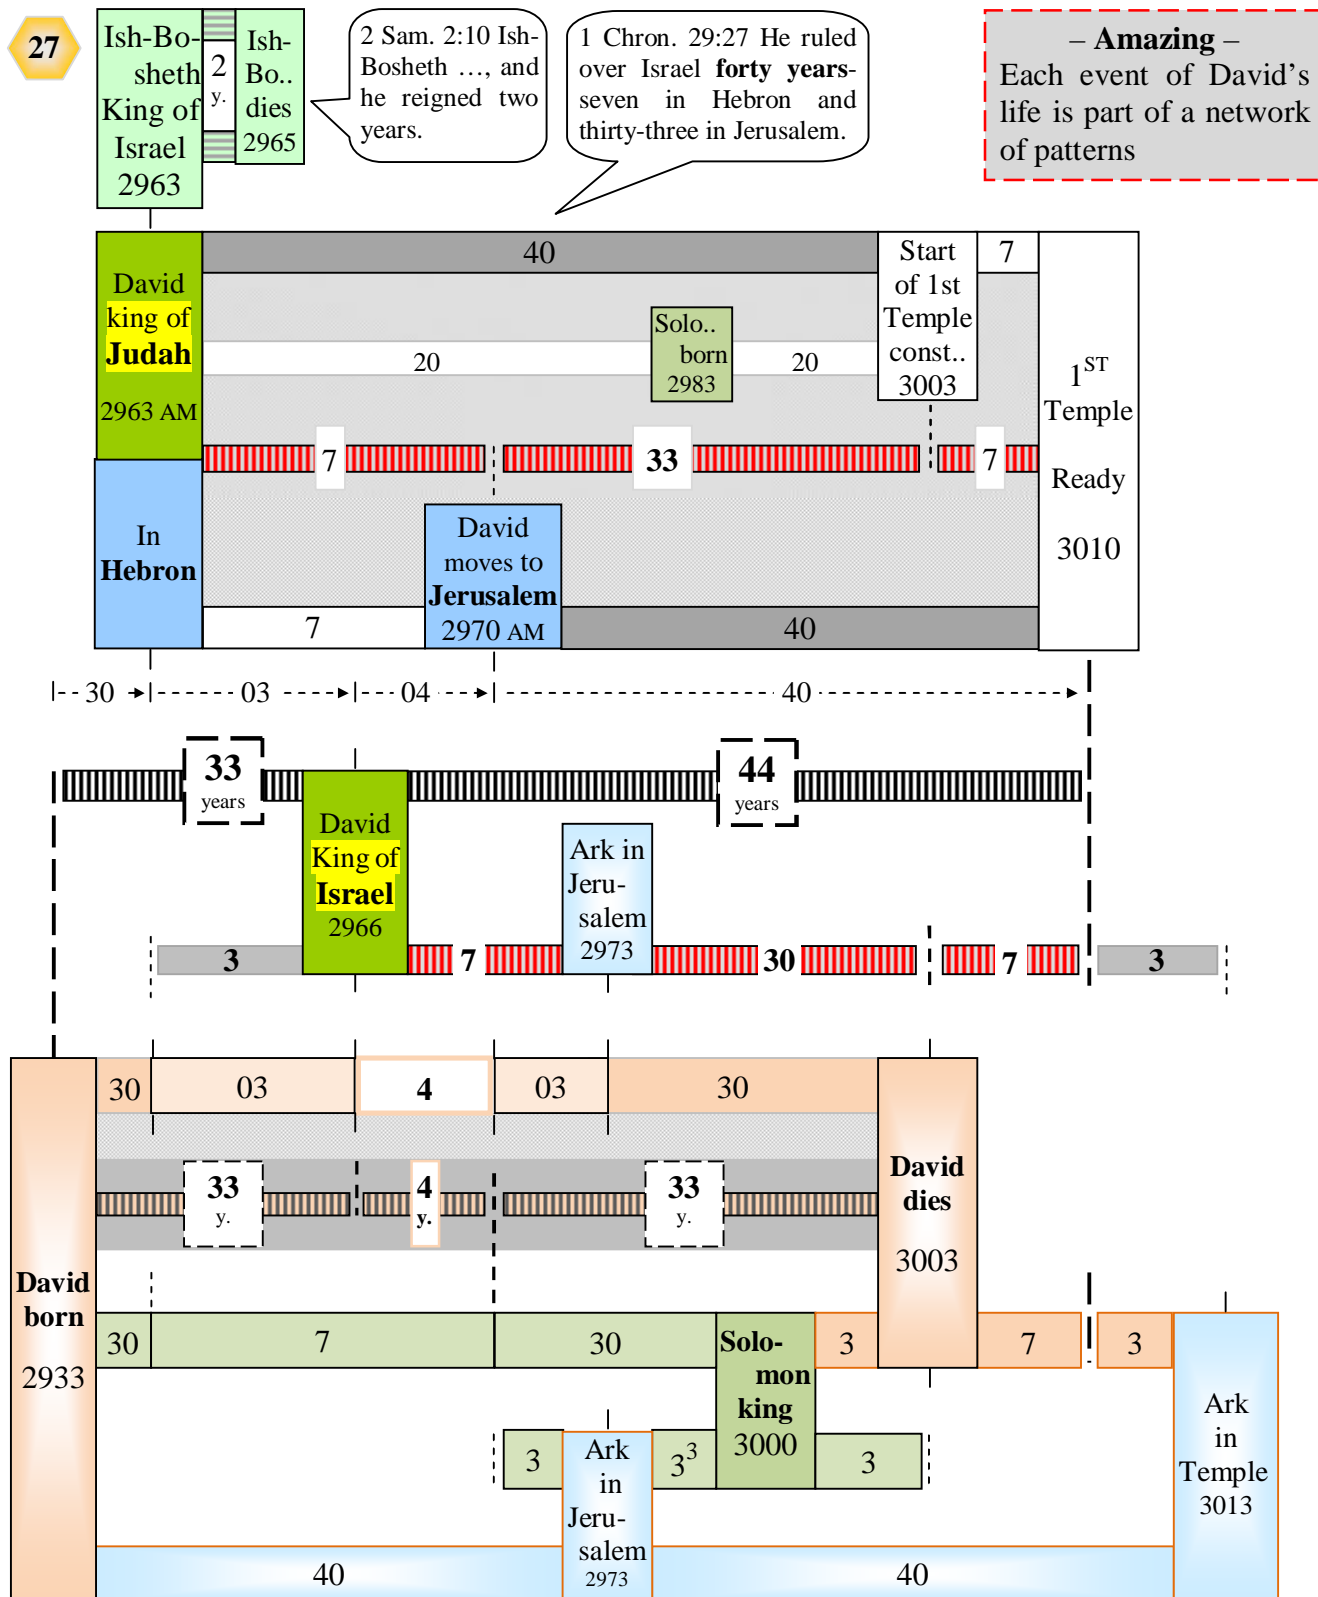 27
Ish-Bo-
sheth
King of
Israel
2963
2
y.
Ish-
Bo..
dies
2965
2 Sam. 2:10 Ish-
Bosheth …, and
he reigned two
years.
1 Chron. 29:27 He ruled
over Israel forty years-
seven in Hebron and
thirty-three in Jerusalem.
– Amazing –
Each event of David’s
life is part of a network
of patterns
David
king of
Judah
2963 AM
40
Start
of 1st
Temple
const..
3003
7
1ST
Temple
Ready
3010
20
Solo..
born
2983
20
7
33
7
In
Hebron
David
moves to
Jerusalem
2970 AM
7
40
30
03
04
40
33
years
44
years
David
King of
Israel
2966
Ark in
Jeru-
salem
2973
3
7
30
7
3
David
born
2933
30
03
4
03
30
David
dies
3003
33
y.
4
y.
33
y.
30
7
30
Solo-
mon
king
3000
3
7
3
Ark
in
Temple
3013
3
Ark
in
Jeru-
salem
2973
3³
3
40
40